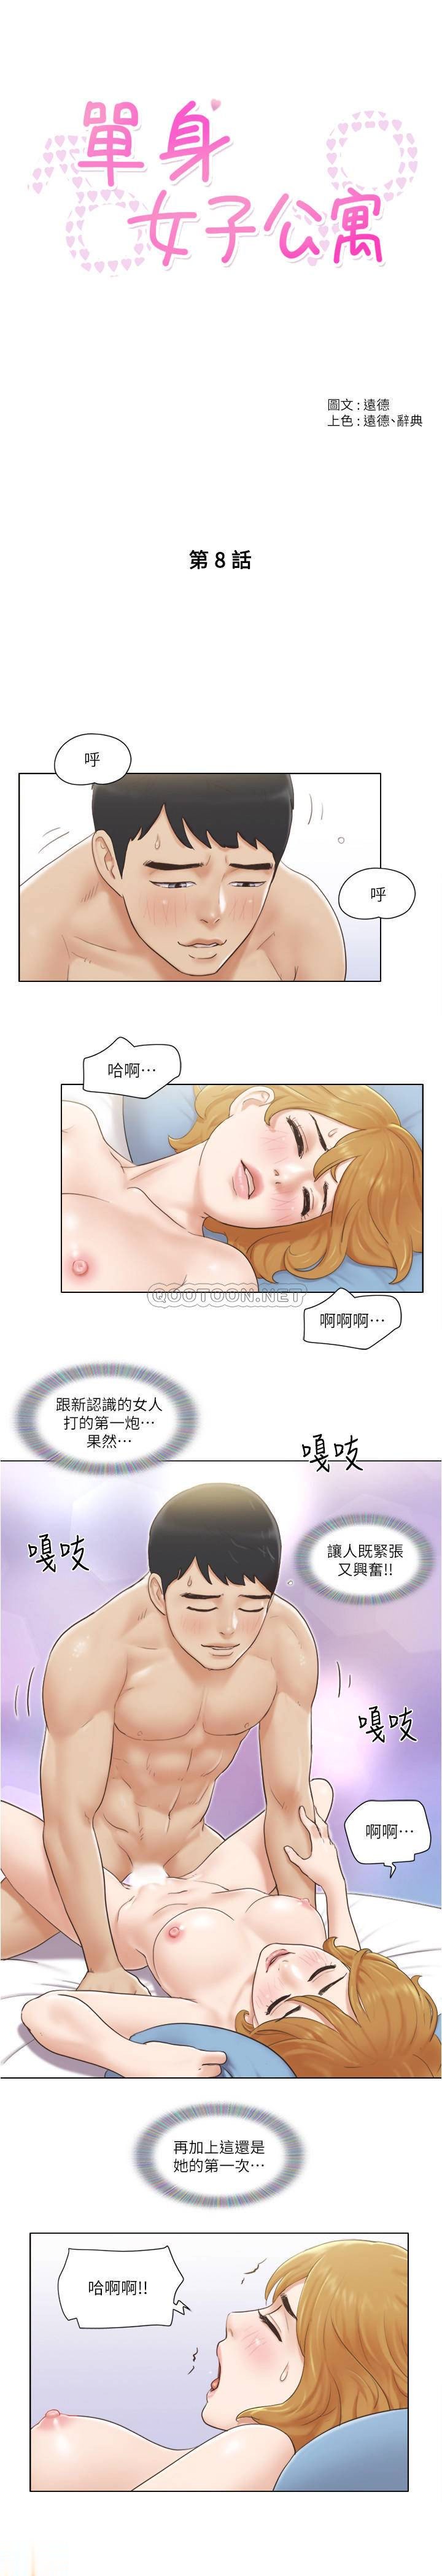 單身
女子公寓
圖文：遠德
上色：遠德、辭典
第 8 話
呼
呼
哈啊⋯
QOOTOON.NET
啊啊啊⋯
跟新認識的女人
打的第一炮⋯
果然⋯
嘎吱
嘎吱
讓人既緊張
又興奮!!
嘎吱
啊啊⋯
再加上這還是
她的第一次⋯
哈啊啊!!